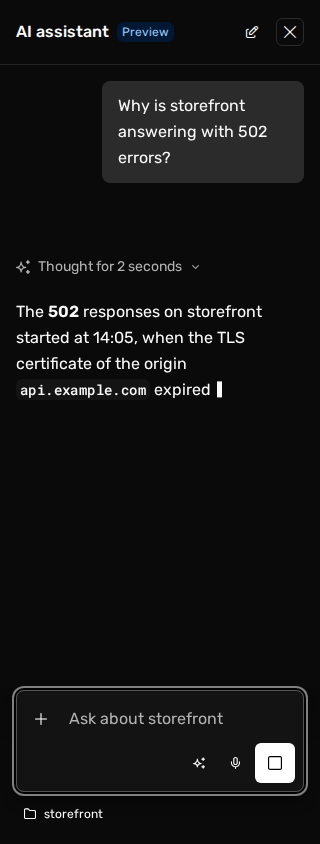 AI assistant Preview
Why is storefront
answering with 502
errors?
Thought for 2 seconds
The 502 responses on storefront
started at 14:05, when the TLS
certificate of the origin
api.example.com expired
Ask about storefront
storefront